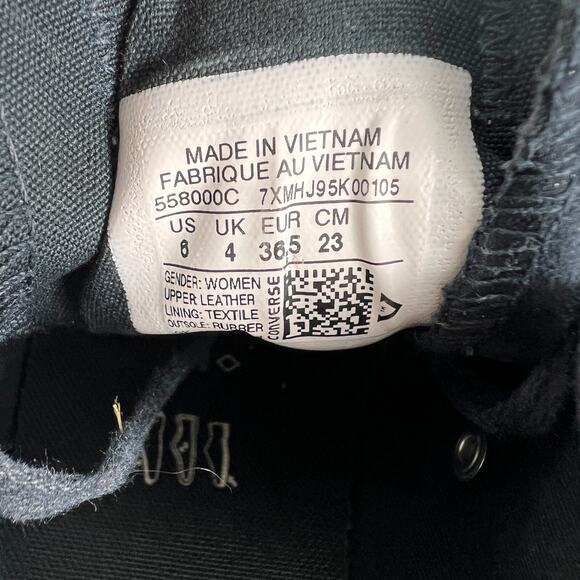 MADE IN VIETNAM
FABRIQUE AU VIETNAM
558000C 7XMHJ95K00105
US UK EUR CM
6 4 36.5 23
GENDER: WOMEN
UPPER LEATHER
LINING: TEXTILE
OUTSOLE: RUBBER
CONVERSE